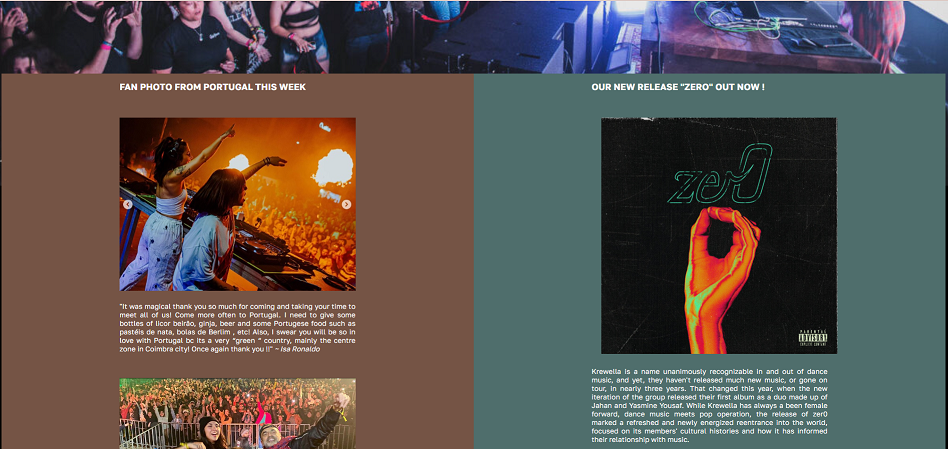 FAN PHOTO FROM PORTUGAL THIS WEEK
"It was magical thank you so much for coming and taking your time to
meet all of us! Come more often to Portugal. I need to give some
bottles of licor beirão, ginja, beer and some Portugese food such as
pastéis de nata, bolas de Berlim , etc! Also, I swear you will be so in
love with Portugal bc its a very "green " country, mainly the centre
zone in Coimbra city! Once again thank you !!" ~ Isa Ronaldo
OUR NEW RELEASE "ZERO" OUT NOW !
zer0
PARENTAL
ADVISORY
EXPLICIT CONTENT
Krewella is a name unanimously recognizable in and out of dance
music, and yet, they haven't released much new music, or gone on
tour, in nearly three years. That changed this year, when the new
iteration of the group released their first album as a duo made up of
Jahan and Yasmine Yousaf. While Krewella has always a been female
forward, dance music meets pop operation, the release of zer0
marked a refreshed and newly energized reentrance into the world,
focused on its members' cultural histories and how it has informed
their relationship with music.